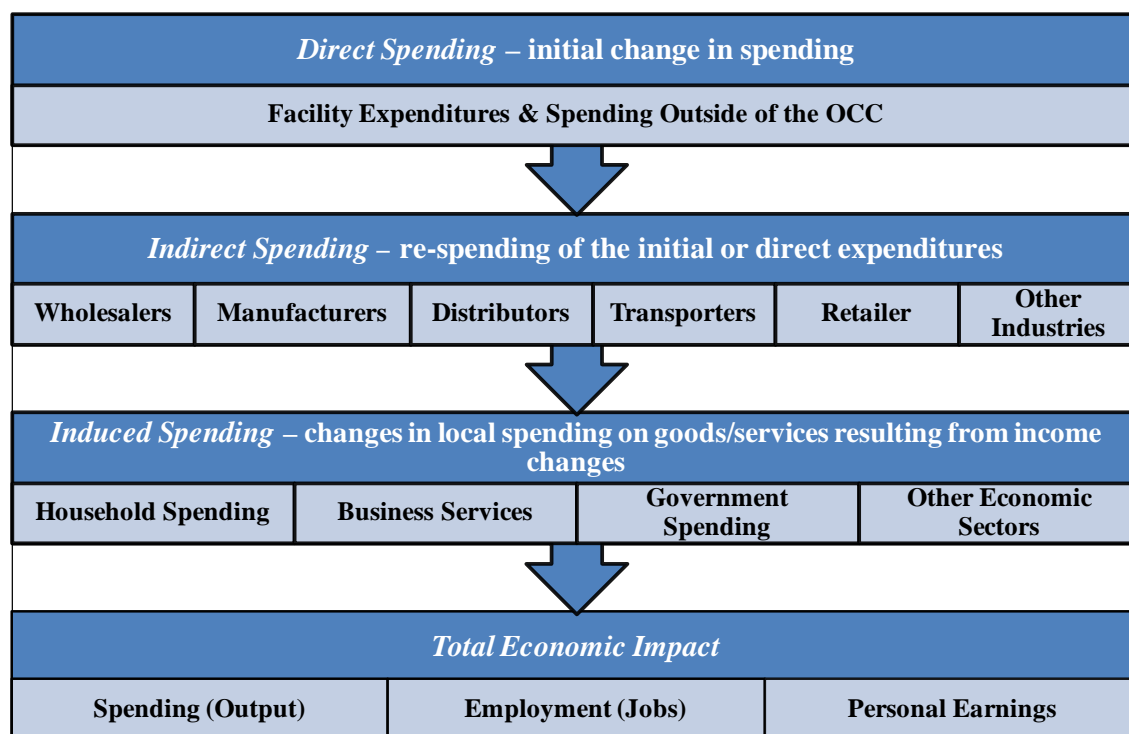 Direct Spending – initial change in spending
Facility Expenditures & Spending Outside of the OCC
Indirect Spending – re-spending of the initial or direct expenditures
Wholesalers
Manufacturers
Distributors
Transporters
Retailer
Other
Industries
Induced Spending – changes in local spending on goods/services resulting from income
changes
Household Spending
Business Services
Government
Spending
Other Economic
Sectors
Total Economic Impact
Spending (Output)
Employment (Jobs)
Personal Earnings